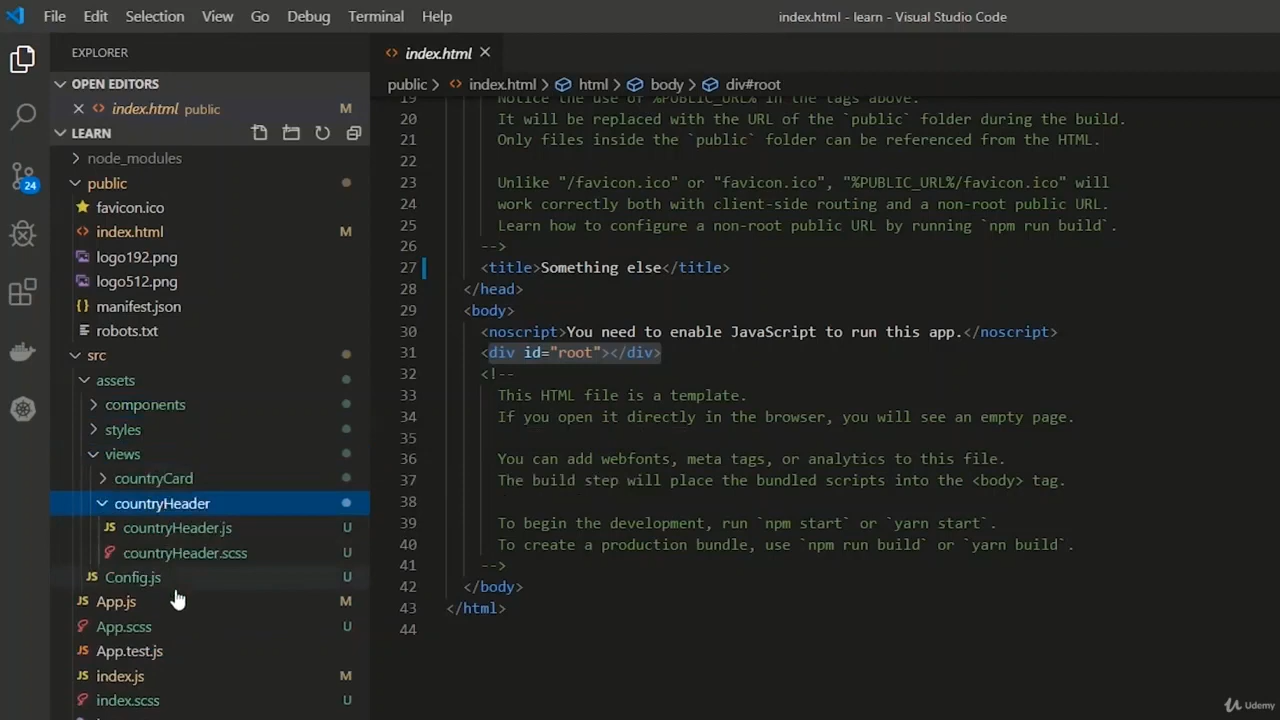 File Edit Selection View Go Debug Terminal Help index.html - learn - Visual Studio Code
EXPLORER
OPEN EDITORS
index.html public M
LEARN
node_modules
public
favicon.ico
index.html M
logo192.png
logo512.png
manifest.json
robots.txt
src
assets
components
styles
views
countryCard
countryHeader
countryHeader.js U
countryHeader.scss U
Config.js U
App.js M
App.scss U
App.test.js
index.js M
index.scss U
24
index.html
public > index.html > html > body > div#root
19 Notice the use of %PUBLIC_URL% in the tags above.
20 It will be replaced with the URL of the `public` folder during the build.
21 Only files inside the `public` folder can be referenced from the HTML.
22
23 Unlike "/favicon.ico" or "favicon.ico", "%PUBLIC_URL%/favicon.ico" will
24 work correctly both with client-side routing and a non-root public URL.
25 Learn how to configure a non-root public URL by running `npm run build`.
26 -->
27 <title>Something else</title>
28 </head>
29 <body>
30 <noscript>You need to enable JavaScript to run this app.</noscript>
31 <div id="root"></div>
32 <!--
33 This HTML file is a template.
34 If you open it directly in the browser, you will see an empty page.
35
36 You can add webfonts, meta tags, or analytics to this file.
37 The build step will place the bundled scripts into the <body> tag.
38
39 To begin the development, run `npm start` or `yarn start`.
40 To create a production bundle, use `npm run build` or `yarn build`.
41 -->
42 </body>
43 </html>
44
Udemy